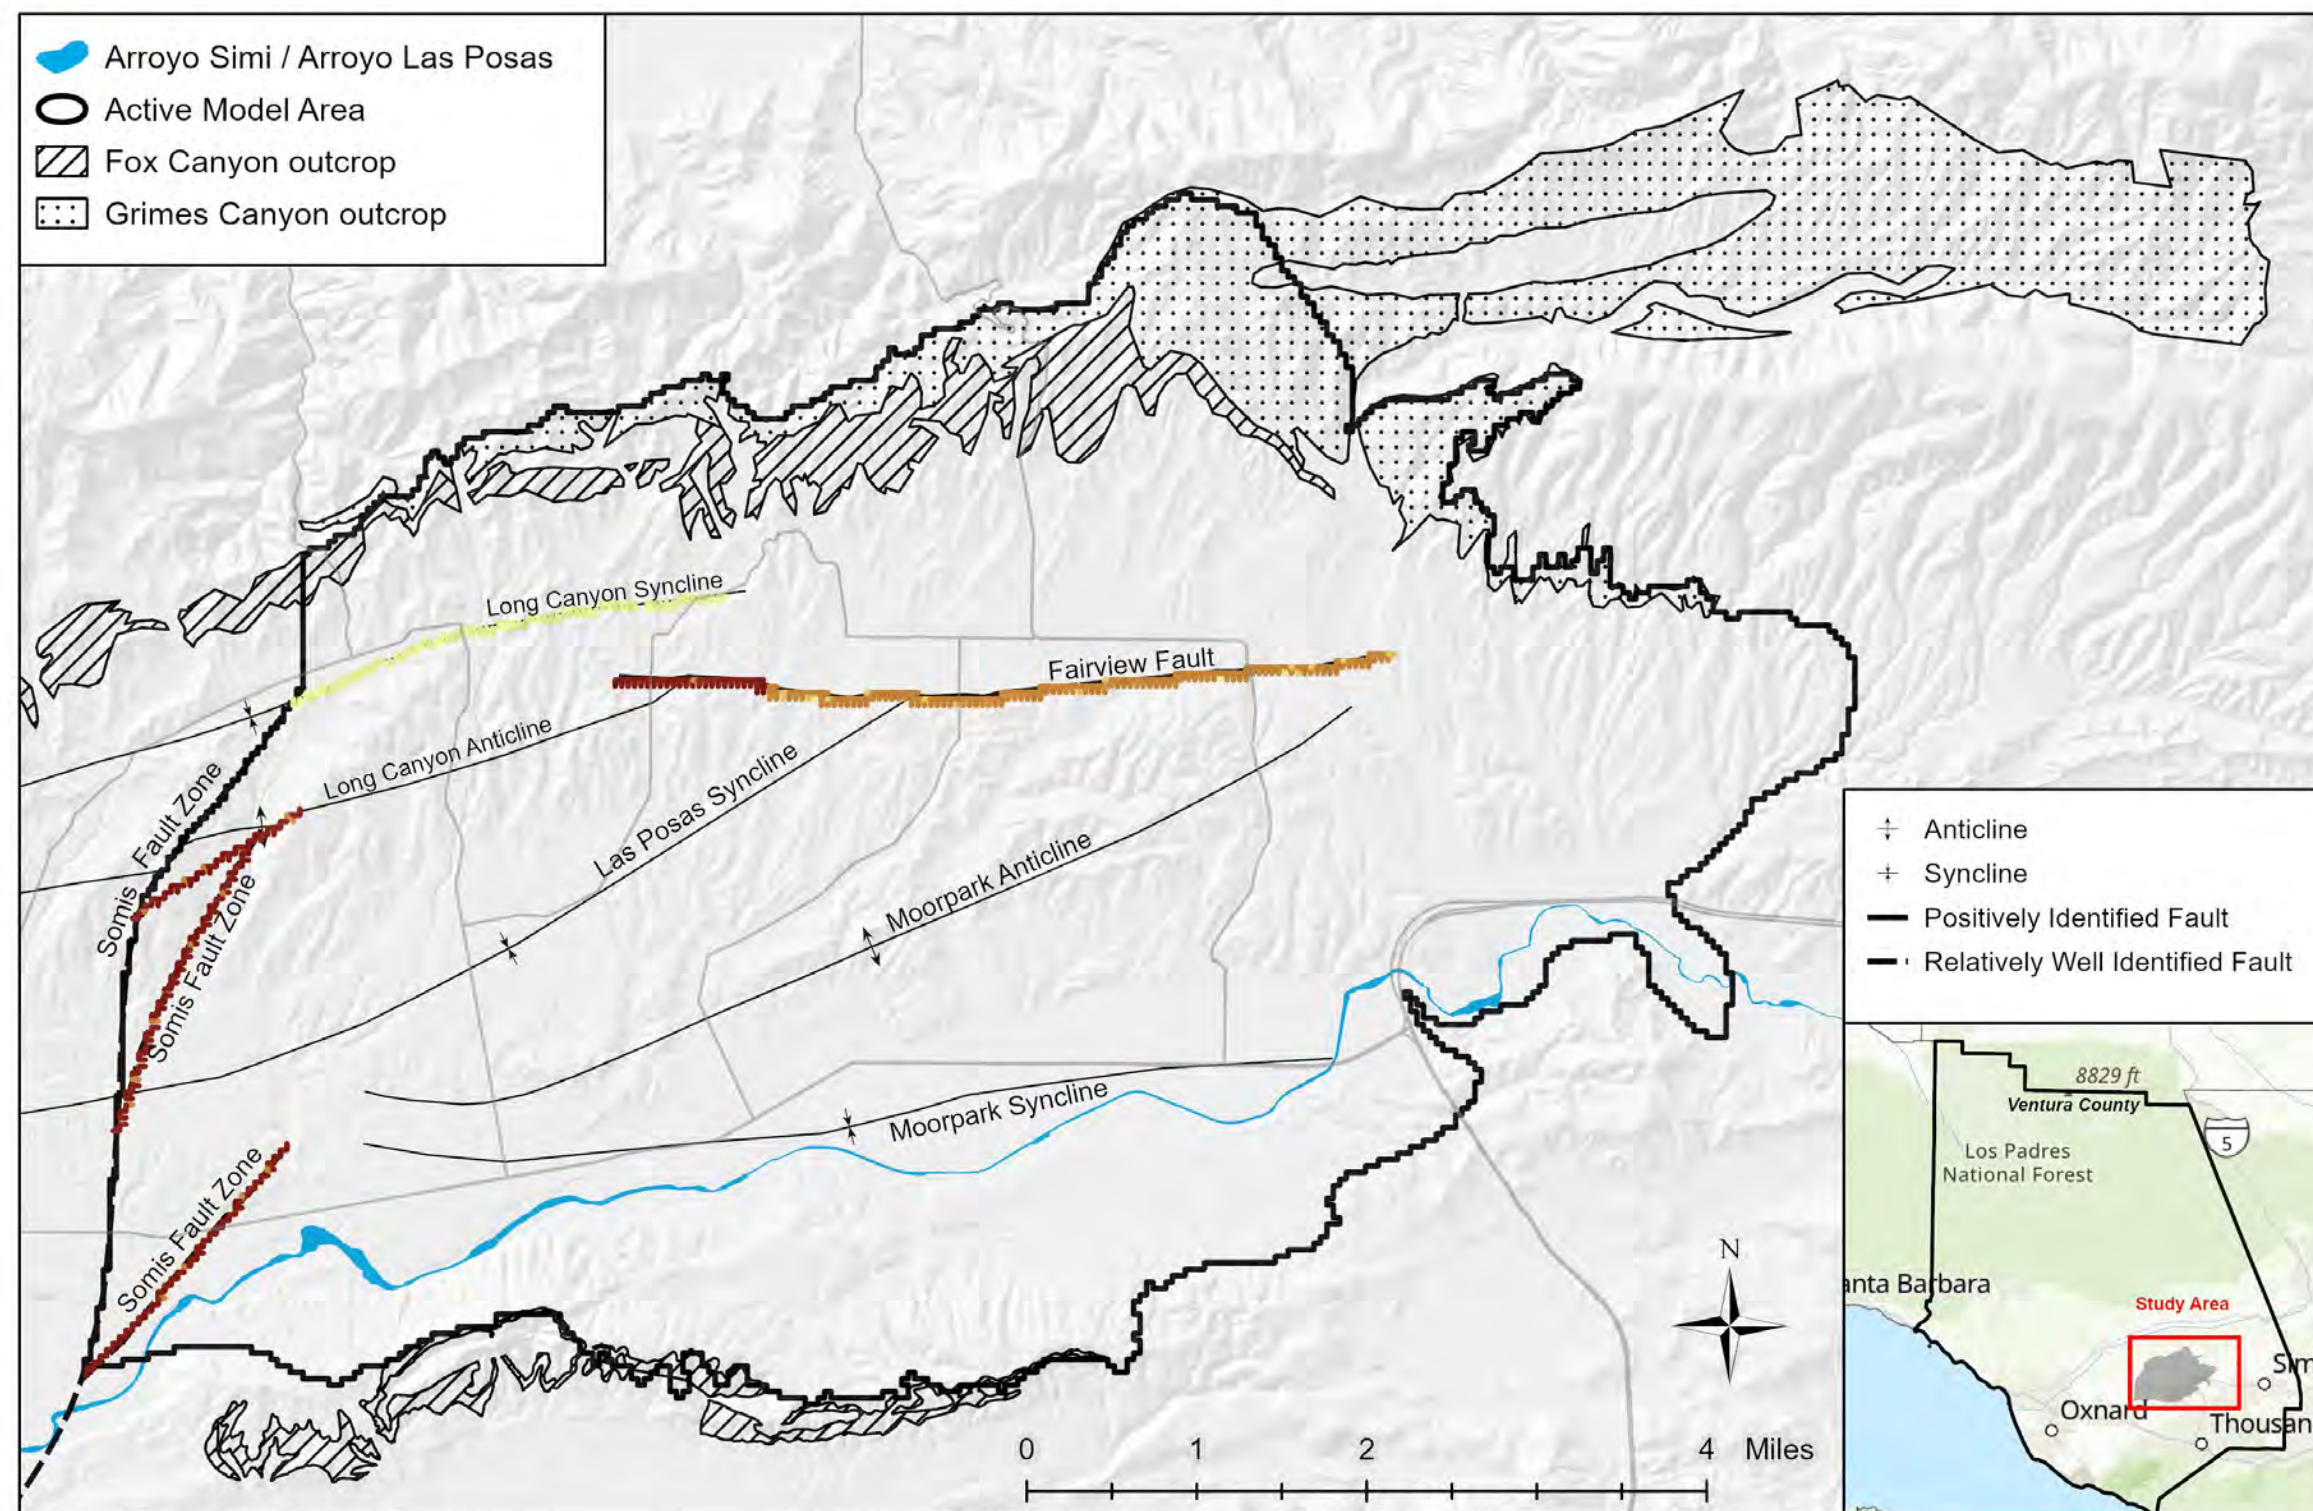 Arroyo Simi / Arroyo Las Posas
Active Model Area
Fox Canyon outcrop
Grimes Canyon outcrop
Long Canyon Syncline
Fairview Fault
Long Canyon Anticline
Las Posas Syncline
Moorpark Anticline
Somis Fault Zone
Somis Fault Zone
Moorpark Syncline
Somis Fault Zone
Anticline
Syncline
Positively Identified Fault
Relatively Well Identified Fault
N
0 1 2 4 Miles
8829 ft
Ventura County
5
Los Padres
National Forest
anta Barbara
Study Area
Sim
Oxnard
Thousan